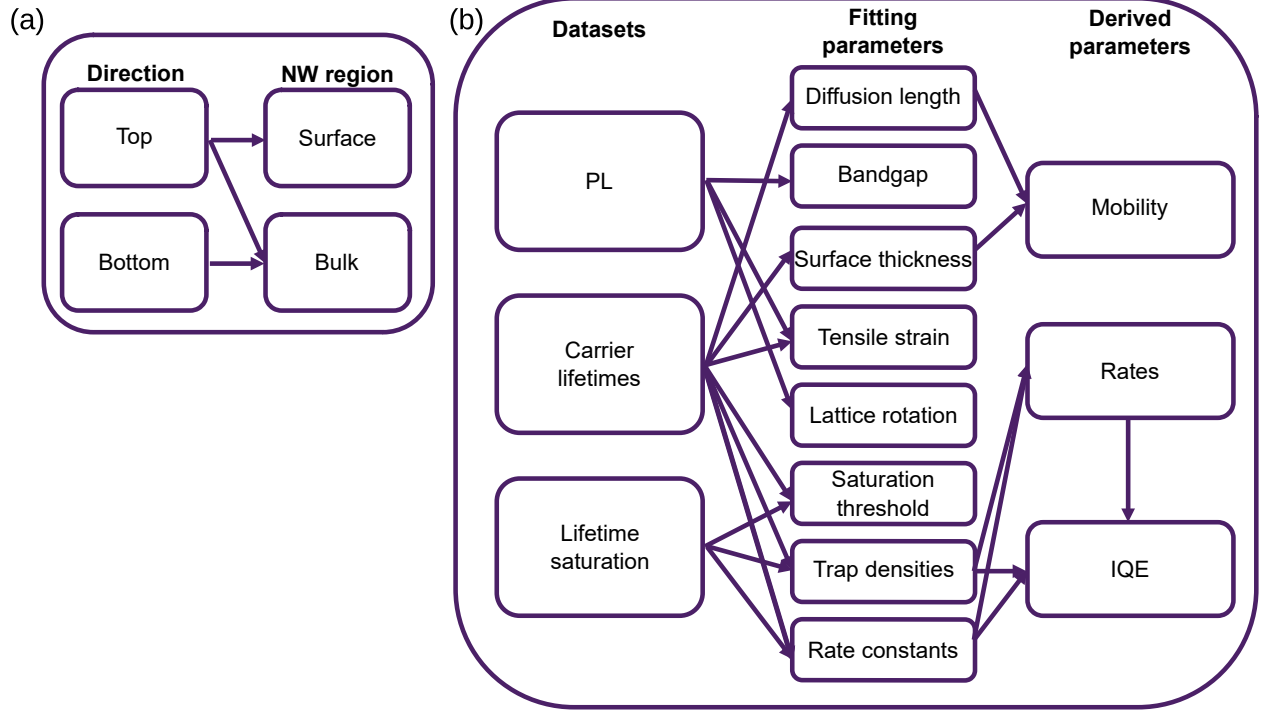 (a)
Direction
NW region
Top
Surface
Bottom
Bulk
(b)
Datasets
Fitting
parameters
Derived
parameters
PL
Carrier
lifetimes
Lifetime
saturation
Diffusion length
Bandgap
Surface thickness
Tensile strain
Lattice rotation
Saturation
threshold
Trap densities
Rate constants
Mobility
Rates
IQE